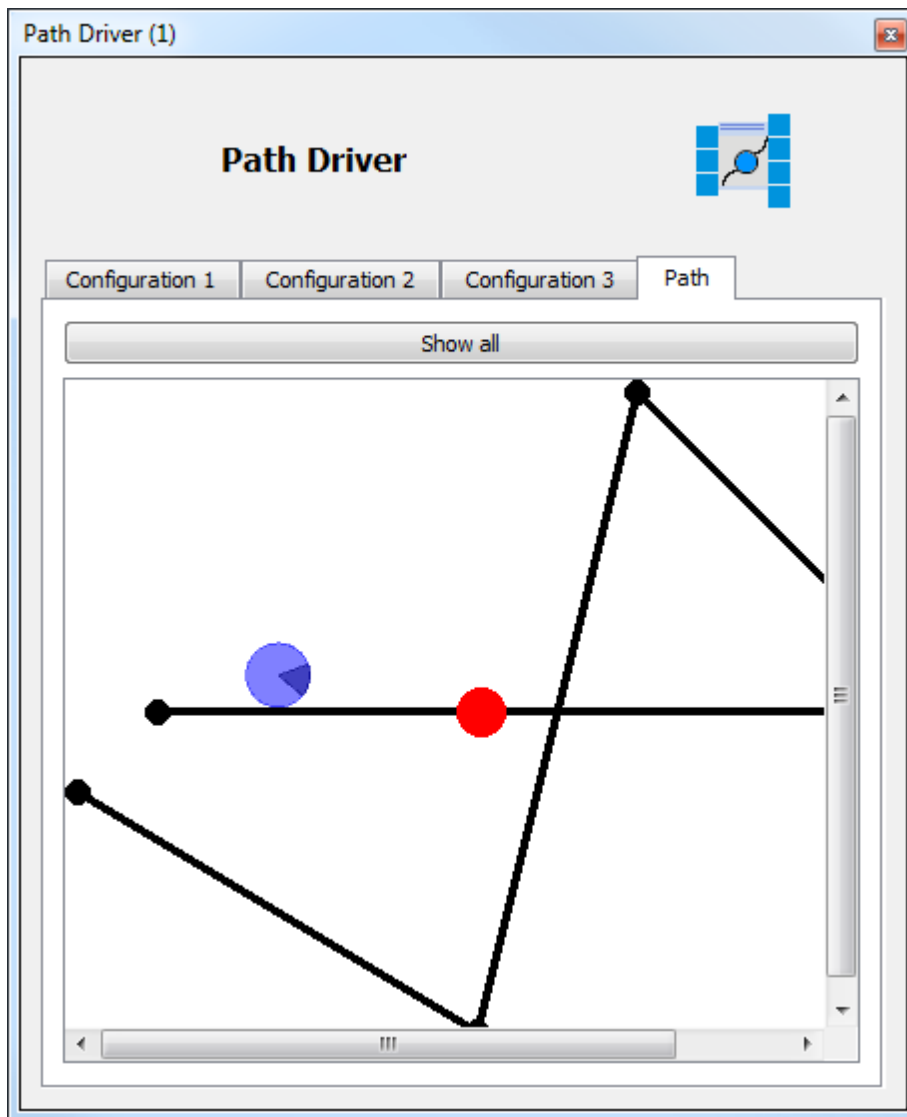 Path Driver (1)
Path Driver
Configuration 1 Configuration 2 Configuration 3 Path
Show all